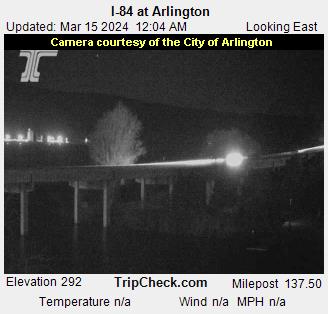 I-84 at Arlington
Updated: Mar 15 2024 12:04 AM Looking East
Camera courtesy of the City of Arlington
Elevation 292 TripCheck.com Milepost 137.50
Temperature n/a Wind n/a MPH n/a